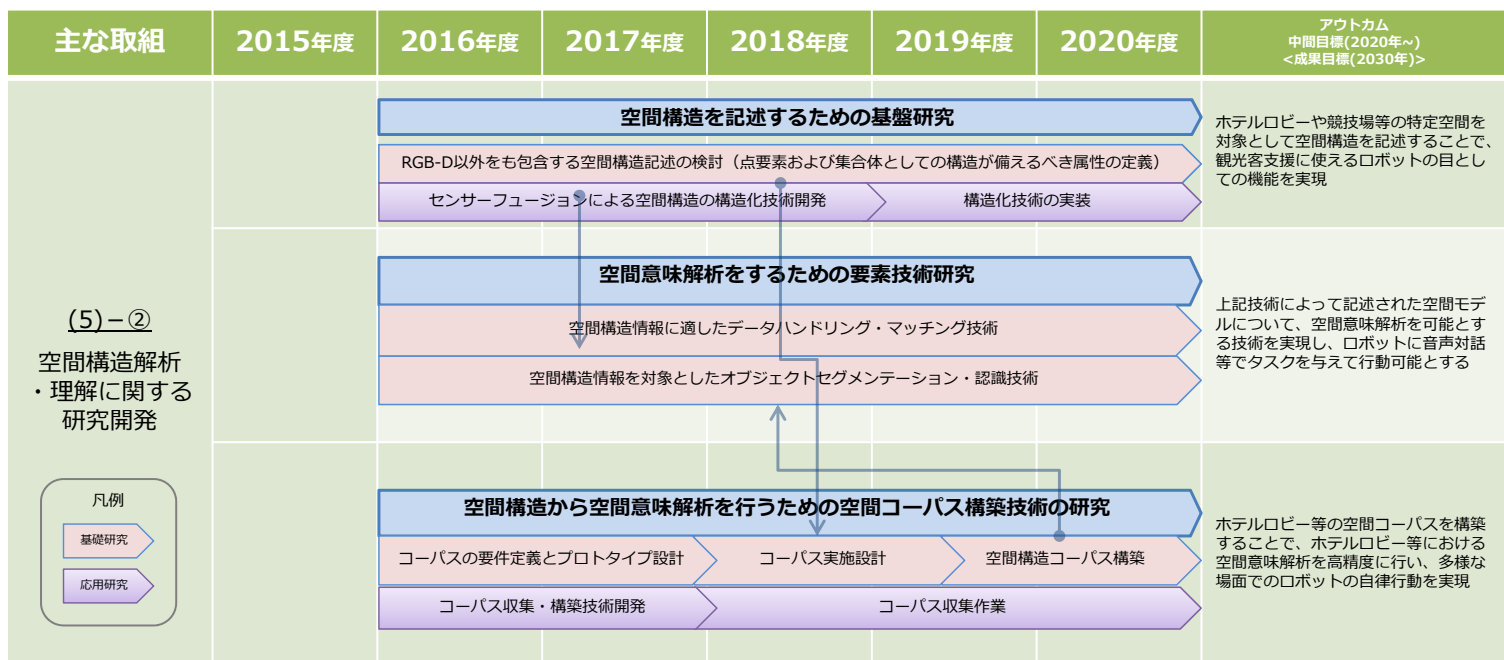 主な取組
2015年度
2016年度
2017年度
2018年度
2019年度
2020年度
アウトカム
中間目標(2020年~)
<成果目標(2030年)>
(5)－②
空間構造解析
・理解に関する
研究開発
凡例
基礎研究
応用研究
空間構造を記述するための基盤研究
RGB-D以外をも包含する空間構造記述の検討（点要素および集合体としての構造が備えるべき属性の定義）
センサーフュージョンによる空間構造の構造化技術開発
構造化技術の実装
ホテルロビーや競技場等の特定空間を
対象として空間構造を記述することで、
観光客支援に使えるロボットの目とし
ての機能を実現
空間意味解析をするための要素技術研究
空間構造情報に適したデータハンドリング・マッチング技術
空間構造情報を対象としたオブジェクトセグメンテーション・認識技術
上記技術によって記述された空間モデ
ルについて、空間意味解析を可能とす
る技術を実現し、ロボットに音声対話
等でタスクを与えて行動可能とする
空間構造から空間意味解析を行うための空間コーパス構築技術の研究
コーパスの要件定義とプロトタイプ設計
コーパス実施設計
空間構造コーパス構築
コーパス収集・構築技術開発
コーパス収集作業
ホテルロビー等の空間コーパスを構築
することで、ホテルロビー等における
空間意味解析を高精度に行い、多様な
場面でのロボットの自律行動を実現